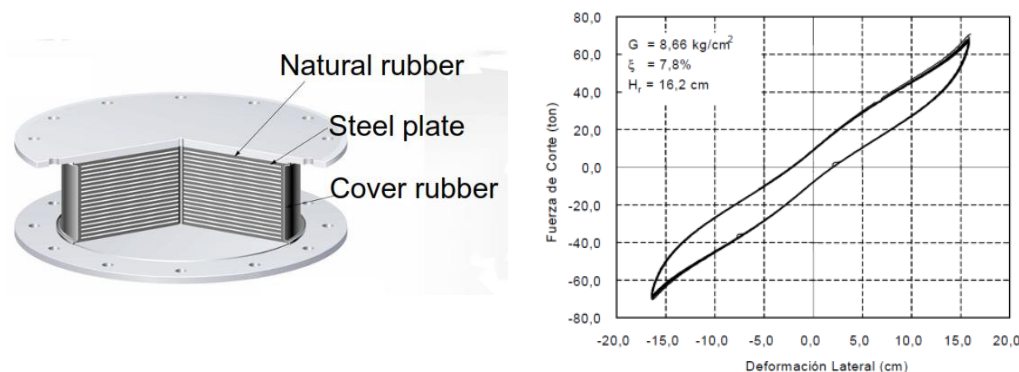 Natural rubber
Steel plate
Cover rubber
G = 8,66 kg/cm²
ξ = 7,8%
Hr = 16,2 cm
Fuerza de Corte (ton)
80,0
60,0
40,0
20,0
0,0
-20,0
-40,0
-60,0
-80,0
-20,0 -15,0 -10,0 -5,0 0,0 5,0 10,0 15,0 20,0
Deformación Lateral (cm)